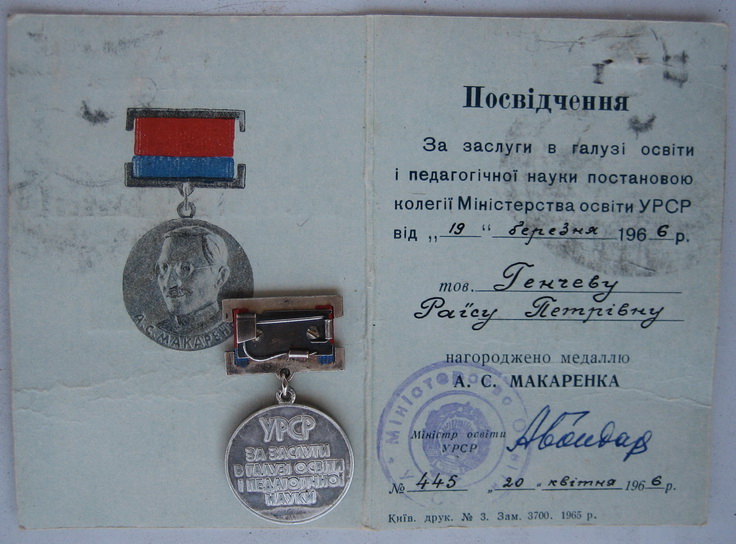 А. С. МАКАРЕН
УРСР
ЗА ЗАСЛУГИ
В ГАЛУЗІ ОСВІТИ
І ПЕДАГОГІЧНОЇ
НАУКИ
Посвідчення
За заслуги в галузі освіти
і педагогічної науки постановою
колегії Міністерства освіти УРСР
від „19“ березня 1966 р.
тов. Генчеву
Раїсу Петрівну
нагороджено медаллю
А. С. МАКАРЕНКА
МІНІСТЕРСТВО
Міністр освіти
УРСР
№ 445 „20„ квітня 1966 р.
Київ. друк. № 3. Зам. 3700. 1965 р.